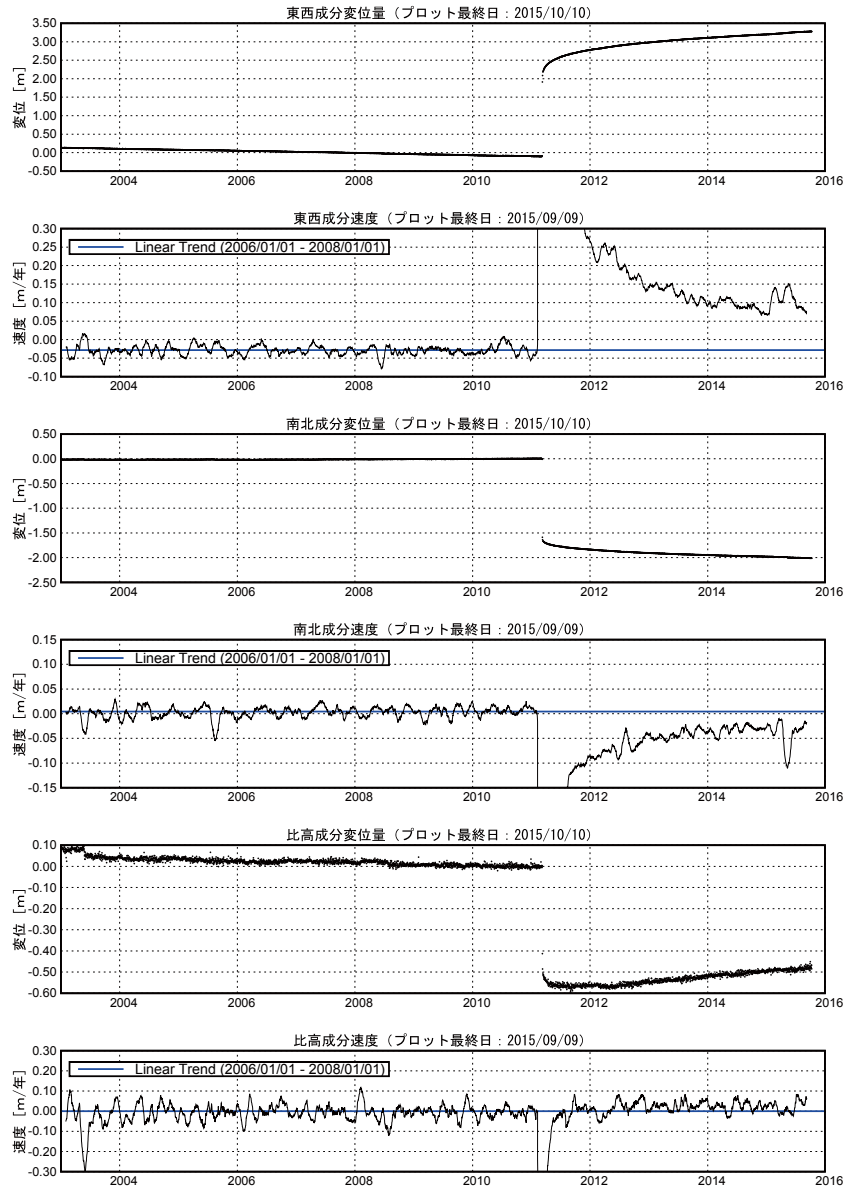 東西成分変位量（プロット最終日：2015/10/10）
変位 [m]
3.50
3.00
2.50
2.00
1.50
1.00
0.50
0.00
-0.50
2004 2006 2008 2010 2012 2014 2016
東西成分速度（プロット最終日：2015/09/09）
速度 [m/年]
0.30
0.25
0.20
0.15
0.10
0.05
0.00
-0.05
-0.10
Linear Trend (2006/01/01 - 2008/01/01)
2004 2006 2008 2010 2012 2014 2016
南北成分変位量（プロット最終日：2015/10/10）
変位 [m]
0.50
0.00
-0.50
-1.00
-1.50
-2.00
-2.50
2004 2006 2008 2010 2012 2014 2016
南北成分速度（プロット最終日：2015/09/09）
速度 [m/年]
0.15
0.10
0.05
0.00
-0.05
-0.10
-0.15
Linear Trend (2006/01/01 - 2008/01/01)
2004 2006 2008 2010 2012 2014 2016
比高成分変位量（プロット最終日：2015/10/10）
変位 [m]
0.10
0.00
-0.10
-0.20
-0.30
-0.40
-0.50
-0.60
2004 2006 2008 2010 2012 2014 2016
比高成分速度（プロット最終日：2015/09/09）
速度 [m/年]
0.30
0.20
0.10
0.00
-0.10
-0.20
-0.30
Linear Trend (2006/01/01 - 2008/01/01)
2004 2006 2008 2010 2012 2014 2016